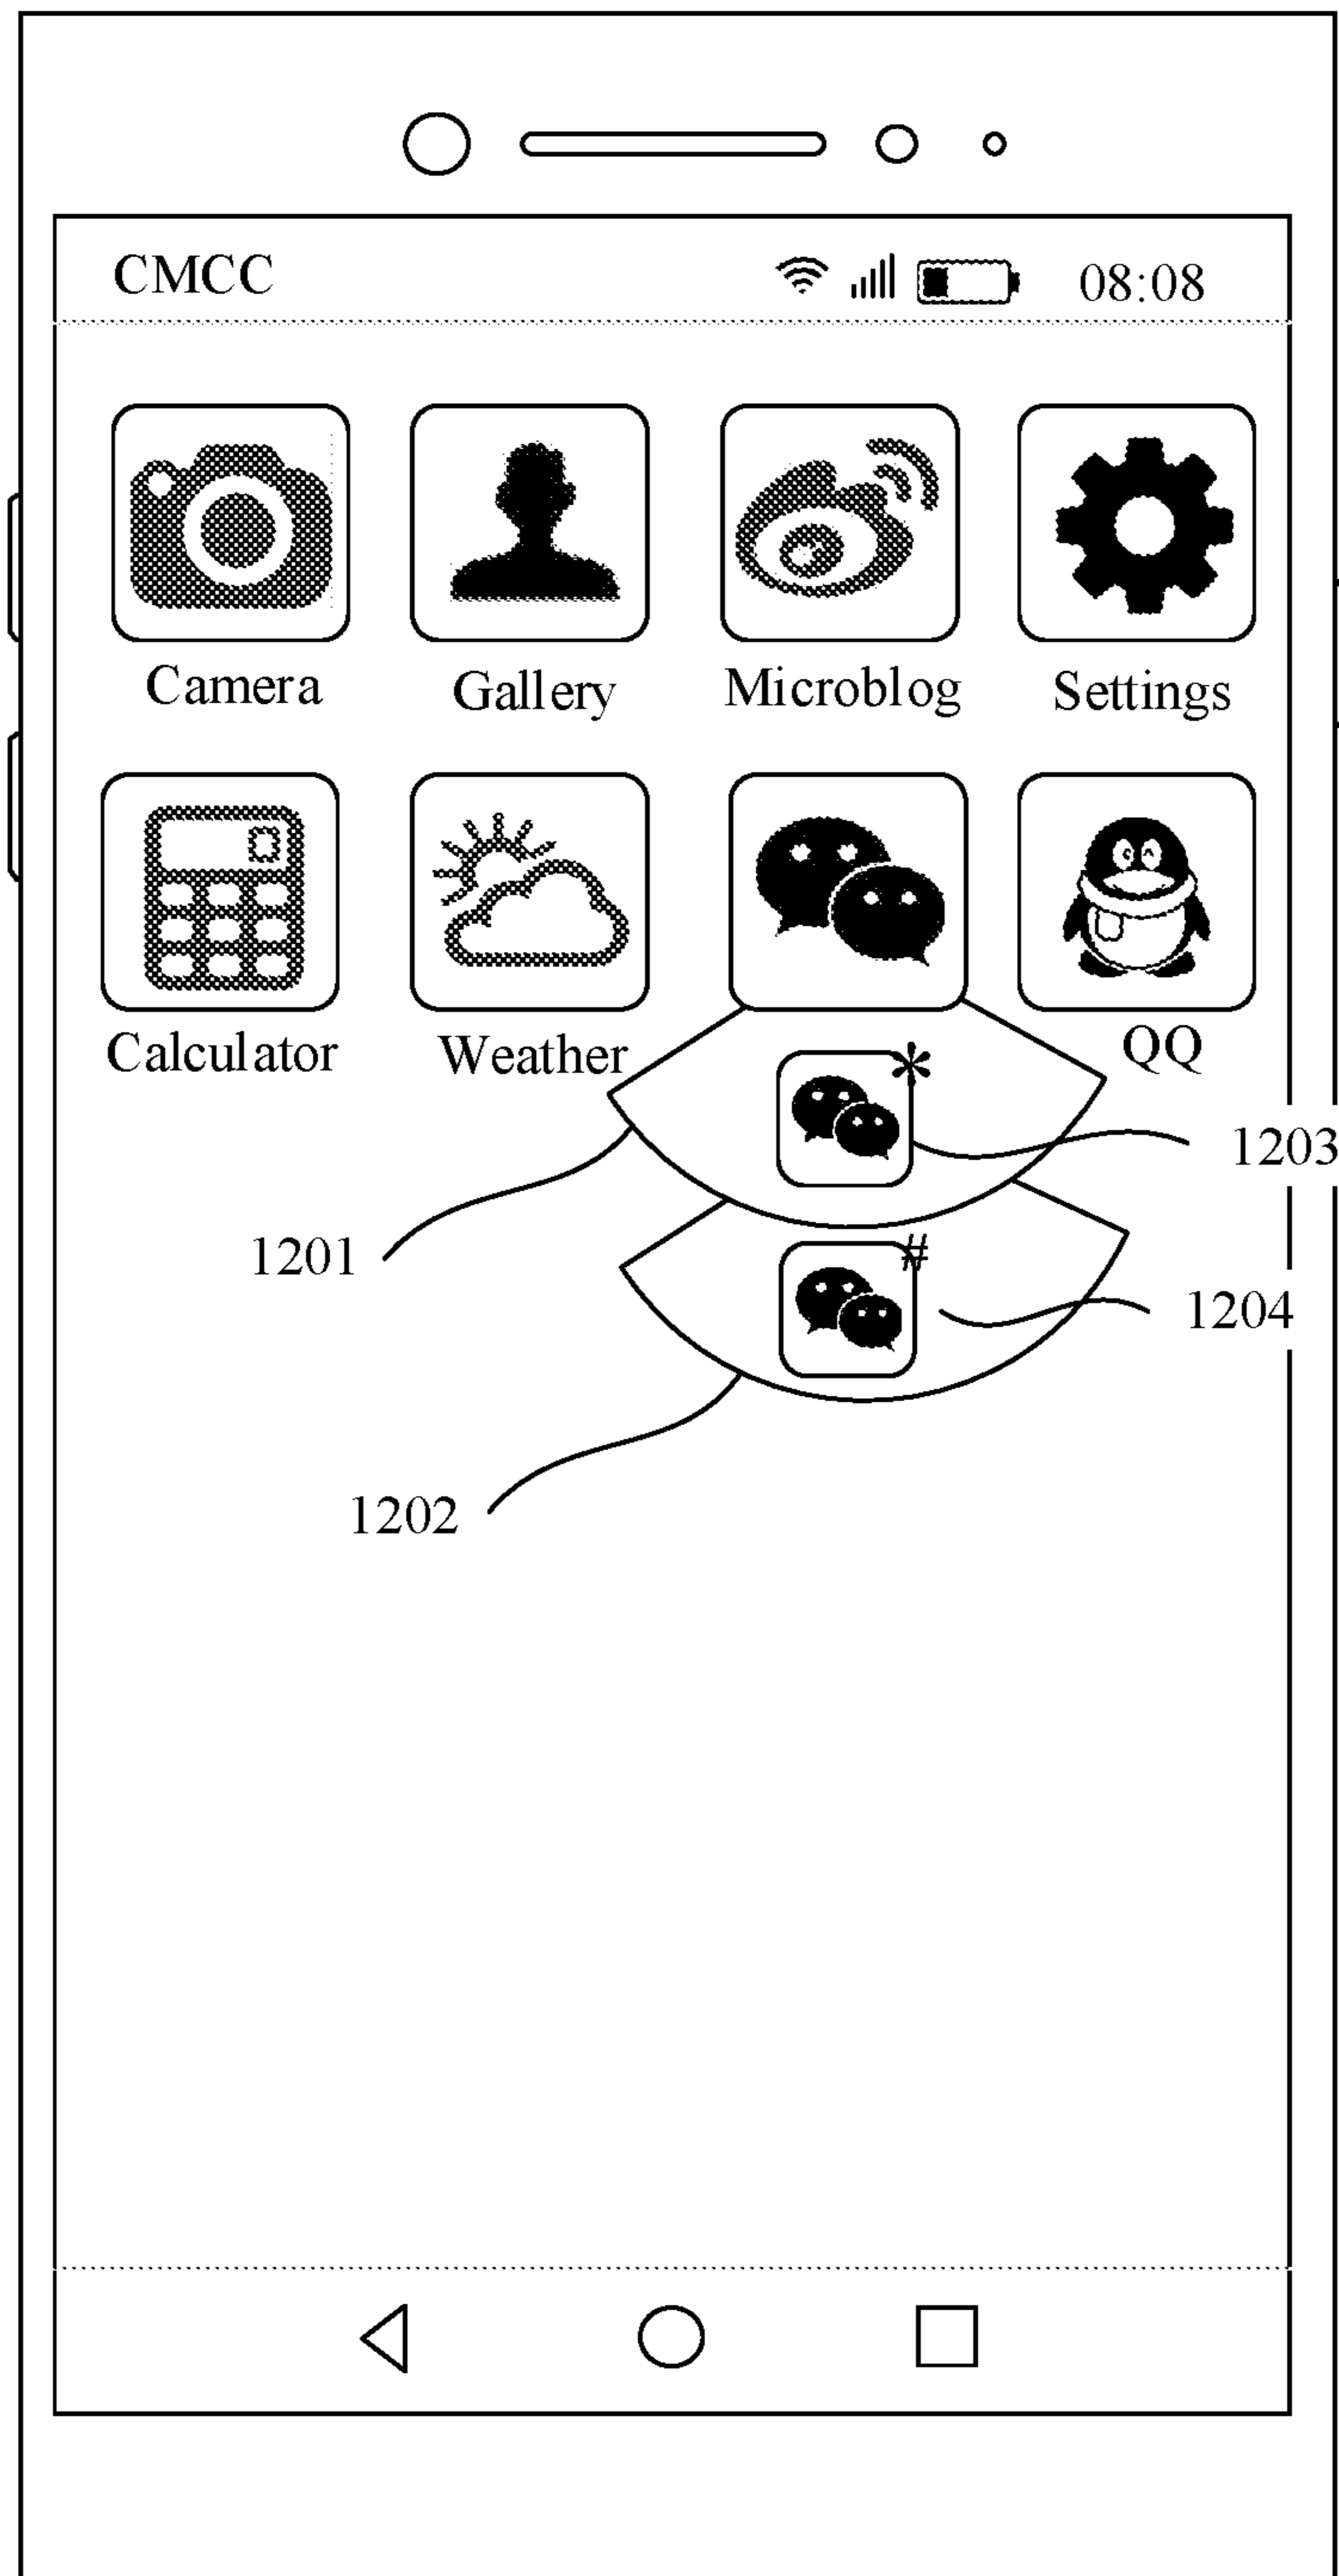 CMCC 08:08
Camera Gallery Microblog Settings
Calculator Weather QQ
*
1203
1201
#
1204
1202